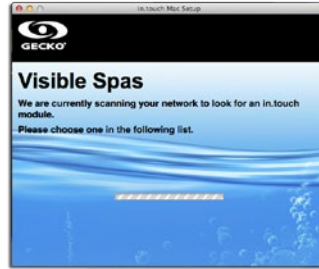 in.touch Mac Setup
GECKO
Visible Spas
We are currently scanning your network to look for an in.touch
module.
Please choose one in the following list.